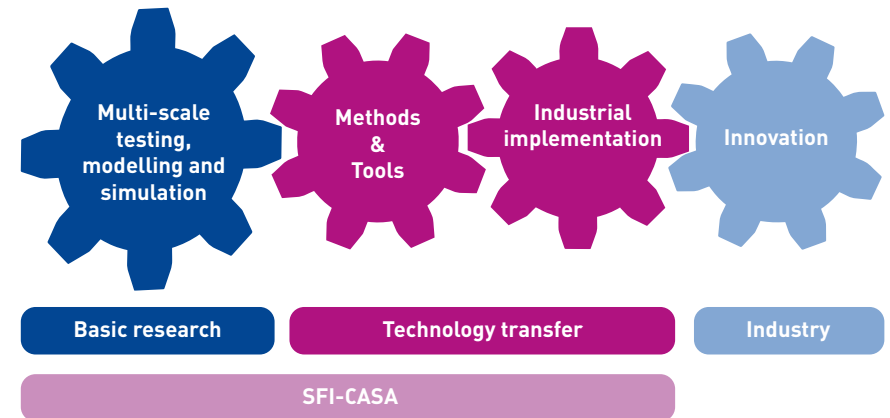 Multi-scale
testing,
modelling and
simulation
Methods
&
Tools
Industrial
implementation
Innovation
Basic research
Technology transfer
Industry
SFI-CASA